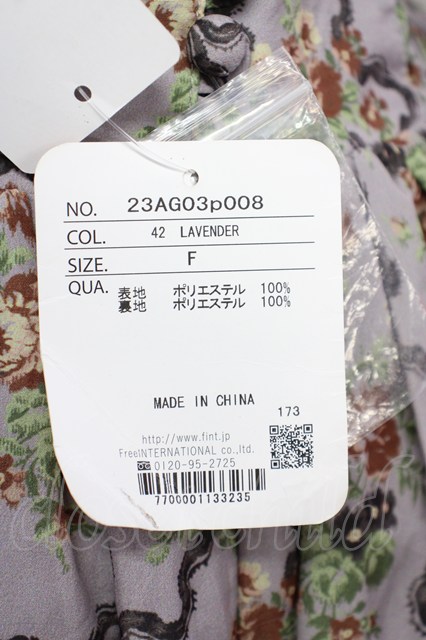 NO. 23AG03p008
COL. 42 LAVENDER
SIZE. F
QUA. 表地 ポリエステル 100%
裏地 ポリエステル 100%
MADE IN CHINA
173
http://www.fint.jp
FreeINTERNATIONAL co.,ltd.
0120-95-2725
7700001133235
closet child